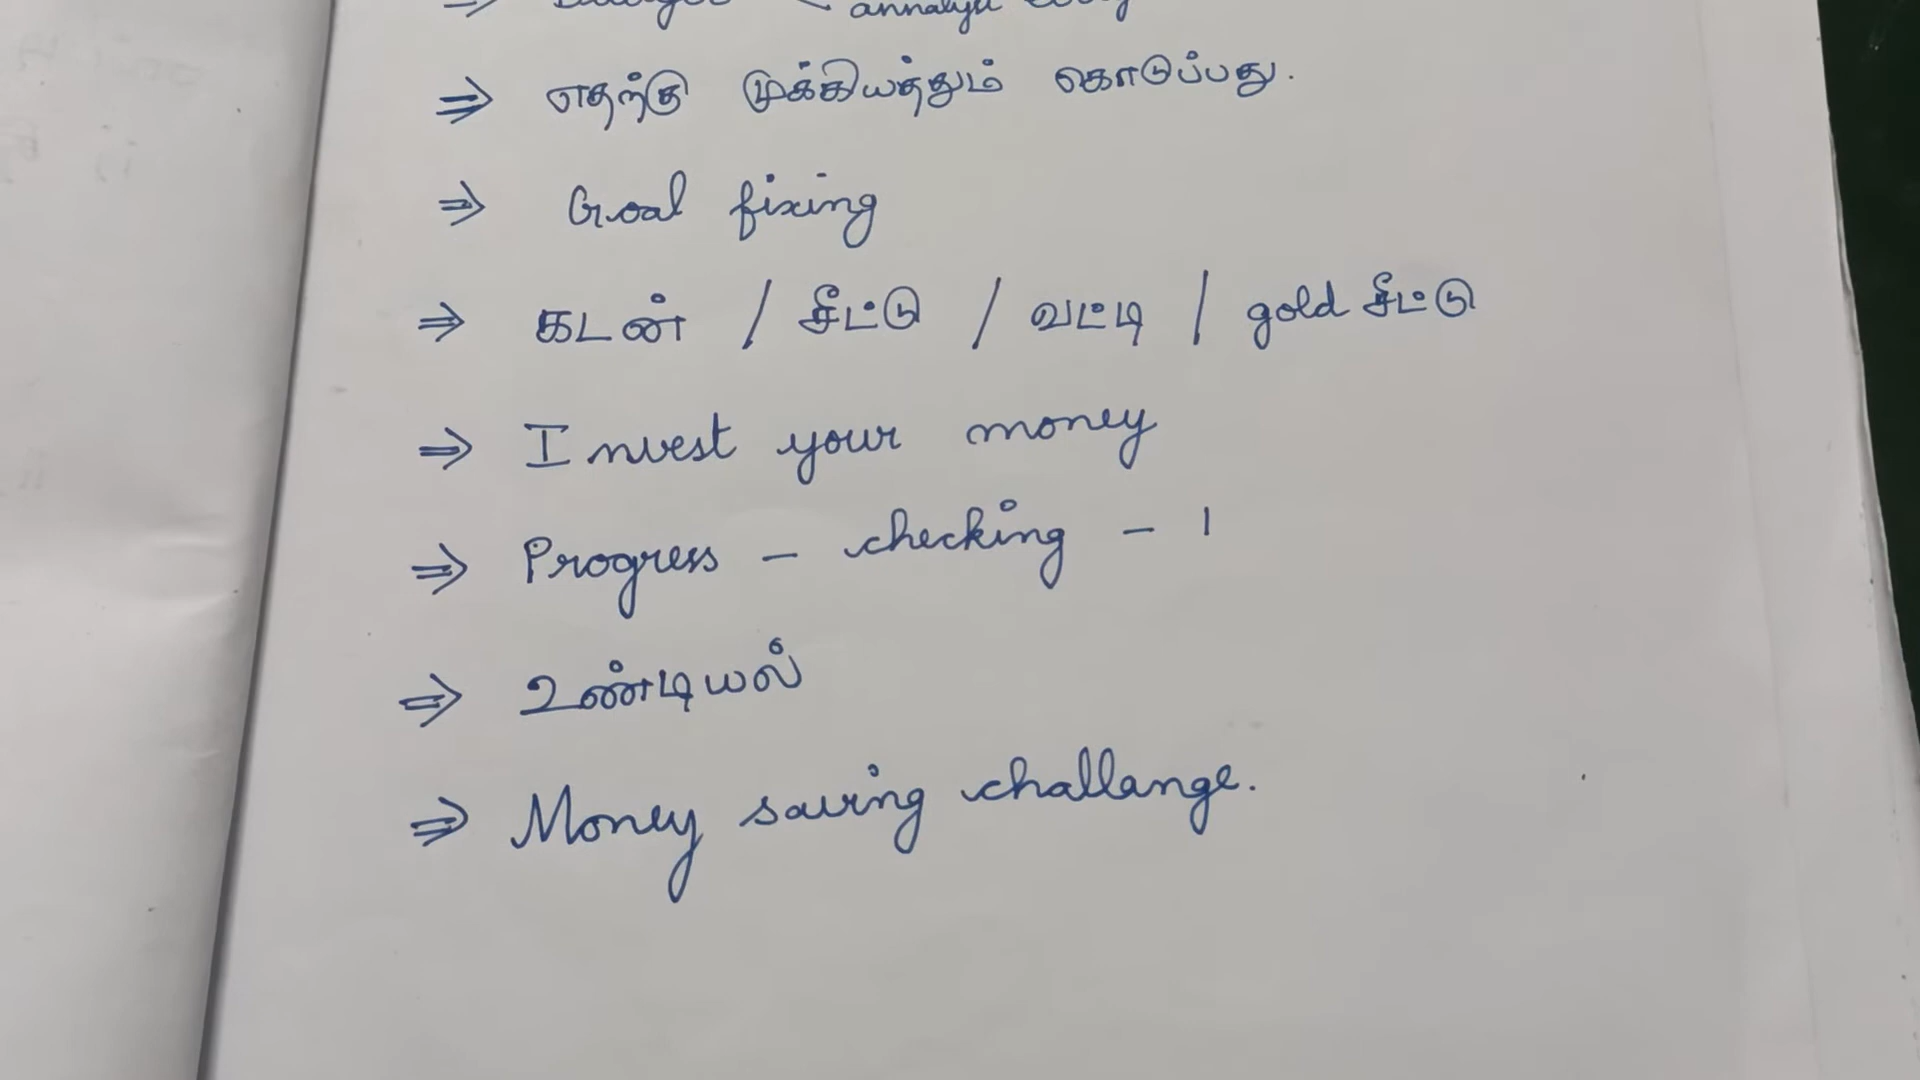 ⇒ எதற்கு முக்கியத்தும் கொடுப்பது.
⇒ Goal fixing
⇒ கடன் / சீட்டு / வட்டி / gold சீட்டு
⇒ Invest your money
⇒ Progress - checking - 1
⇒ உண்டியல்
⇒ Money saving challange.